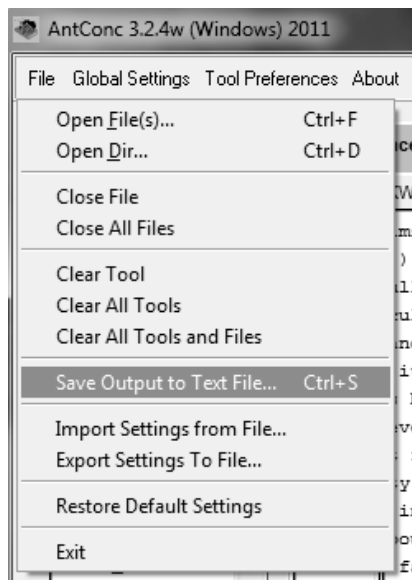 AntConc 3.2.4w (Windows) 2011
File Global Settings Tool Preferences About
Open File(s)... Ctrl+F
Open Dir... Ctrl+D
Close File
Close All Files
Clear Tool
Clear All Tools
Clear All Tools and Files
Save Output to Text File... Ctrl+S
Import Settings from File...
Export Settings To File...
Restore Default Settings
Exit